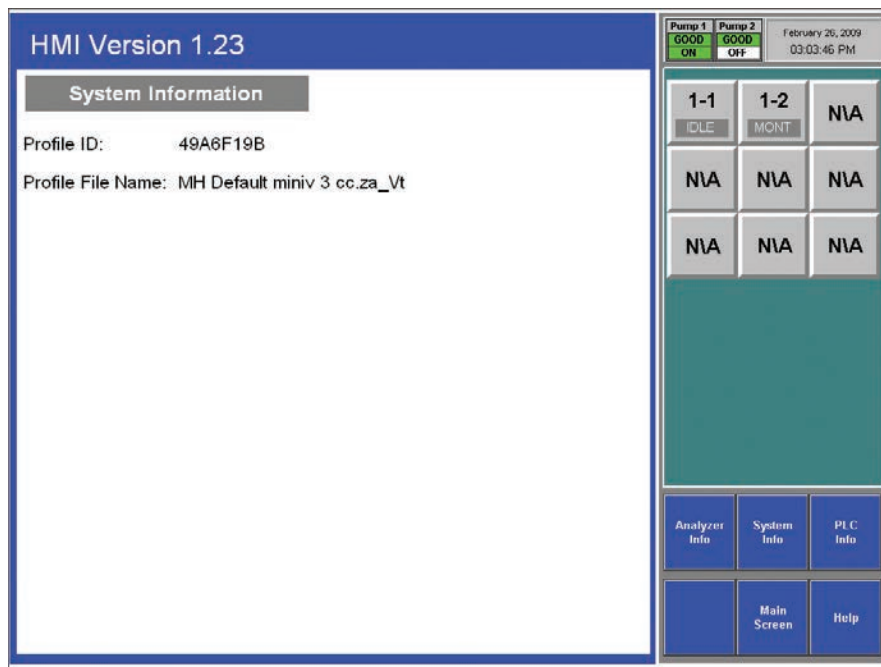 HMI Version 1.23
System Information
Profile ID: 49A6F19B
Profile File Name: MH Default miniv 3 cc.za_Vt
Pump 1 Pump 2
GOOD GOOD
ON OFF
February 26, 2009
03:03:46 PM
1-1 1-2 N\A
IDLE MONT
N\A N\A N\A
N\A N\A N\A
Analyzer Info
System Info
PLC Info
Main Screen
Help